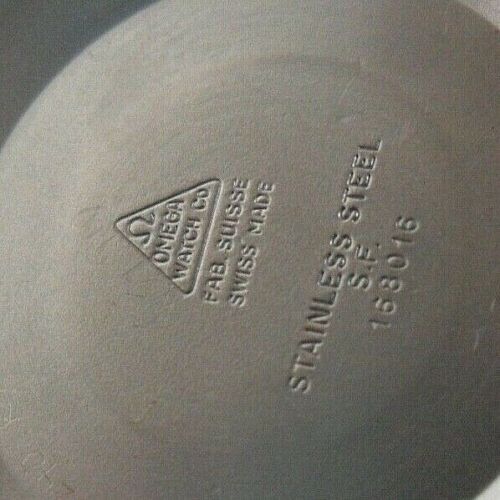 Ω
OMEGA
WATCH Co
FAB. SUISSE
SWISS MADE
STAINLESS STEEL
S.F.
168016